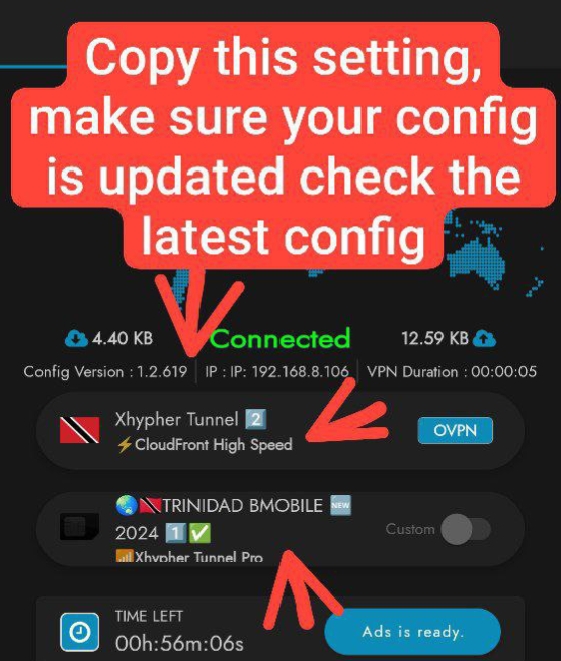 Copy this setting,
make sure your config
is updated check the
latest config
4.40 KB Connected 12.59 KB
Config Version : 1.2.619 IP : IP: 192.168.8.106 VPN Duration : 00:00:05
Xhypher Tunnel 2️⃣
⚡CloudFront High Speed
OVPN
🌏🇹🇹TRINIDAD BMOBILE 🆕
2024 1️⃣✅
Custom
📶Xhypher Tunnel Pro
TIME LEFT
00h:56m:06s
Ads is ready.